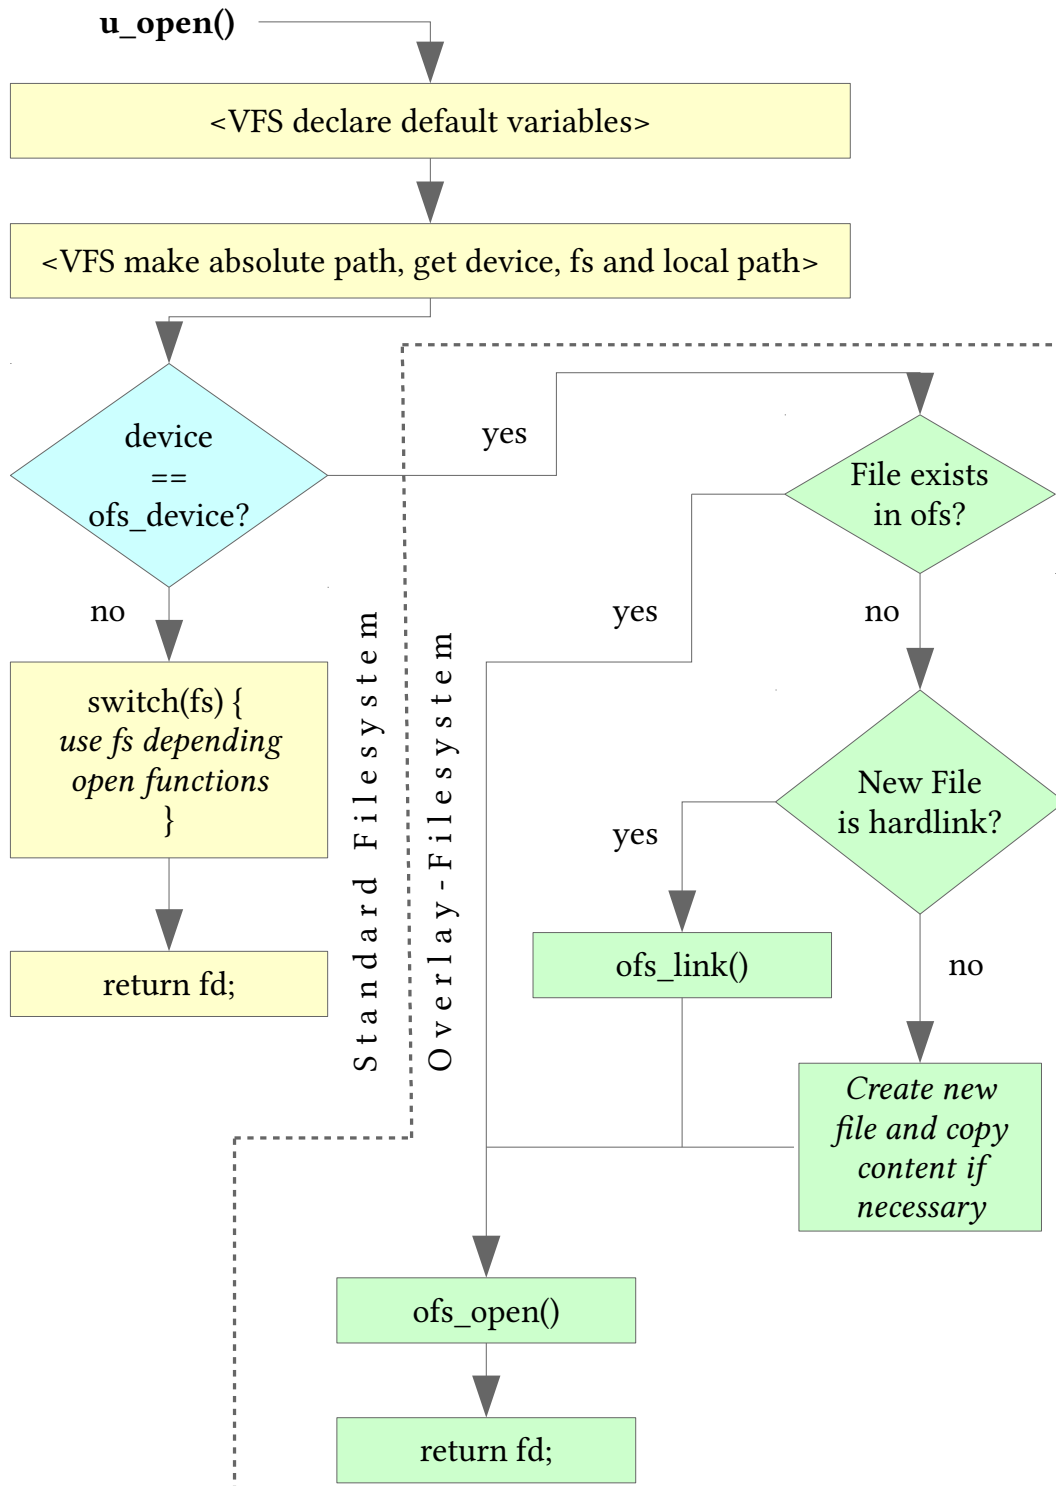 u_open()
<VFS declare default variables>
<VFS make absolute path, get device, fs and local path>
device
==
ofs_device?
yes
File exists
in ofs?
no
yes
no
switch(fs) {
use fs depending
open functions
}
Standard Filesystem
Overlay-Filesystem
New File
is hardlink?
yes
ofs_link()
no
return fd;
Create new
file and copy
content if
necessary
ofs_open()
return fd;